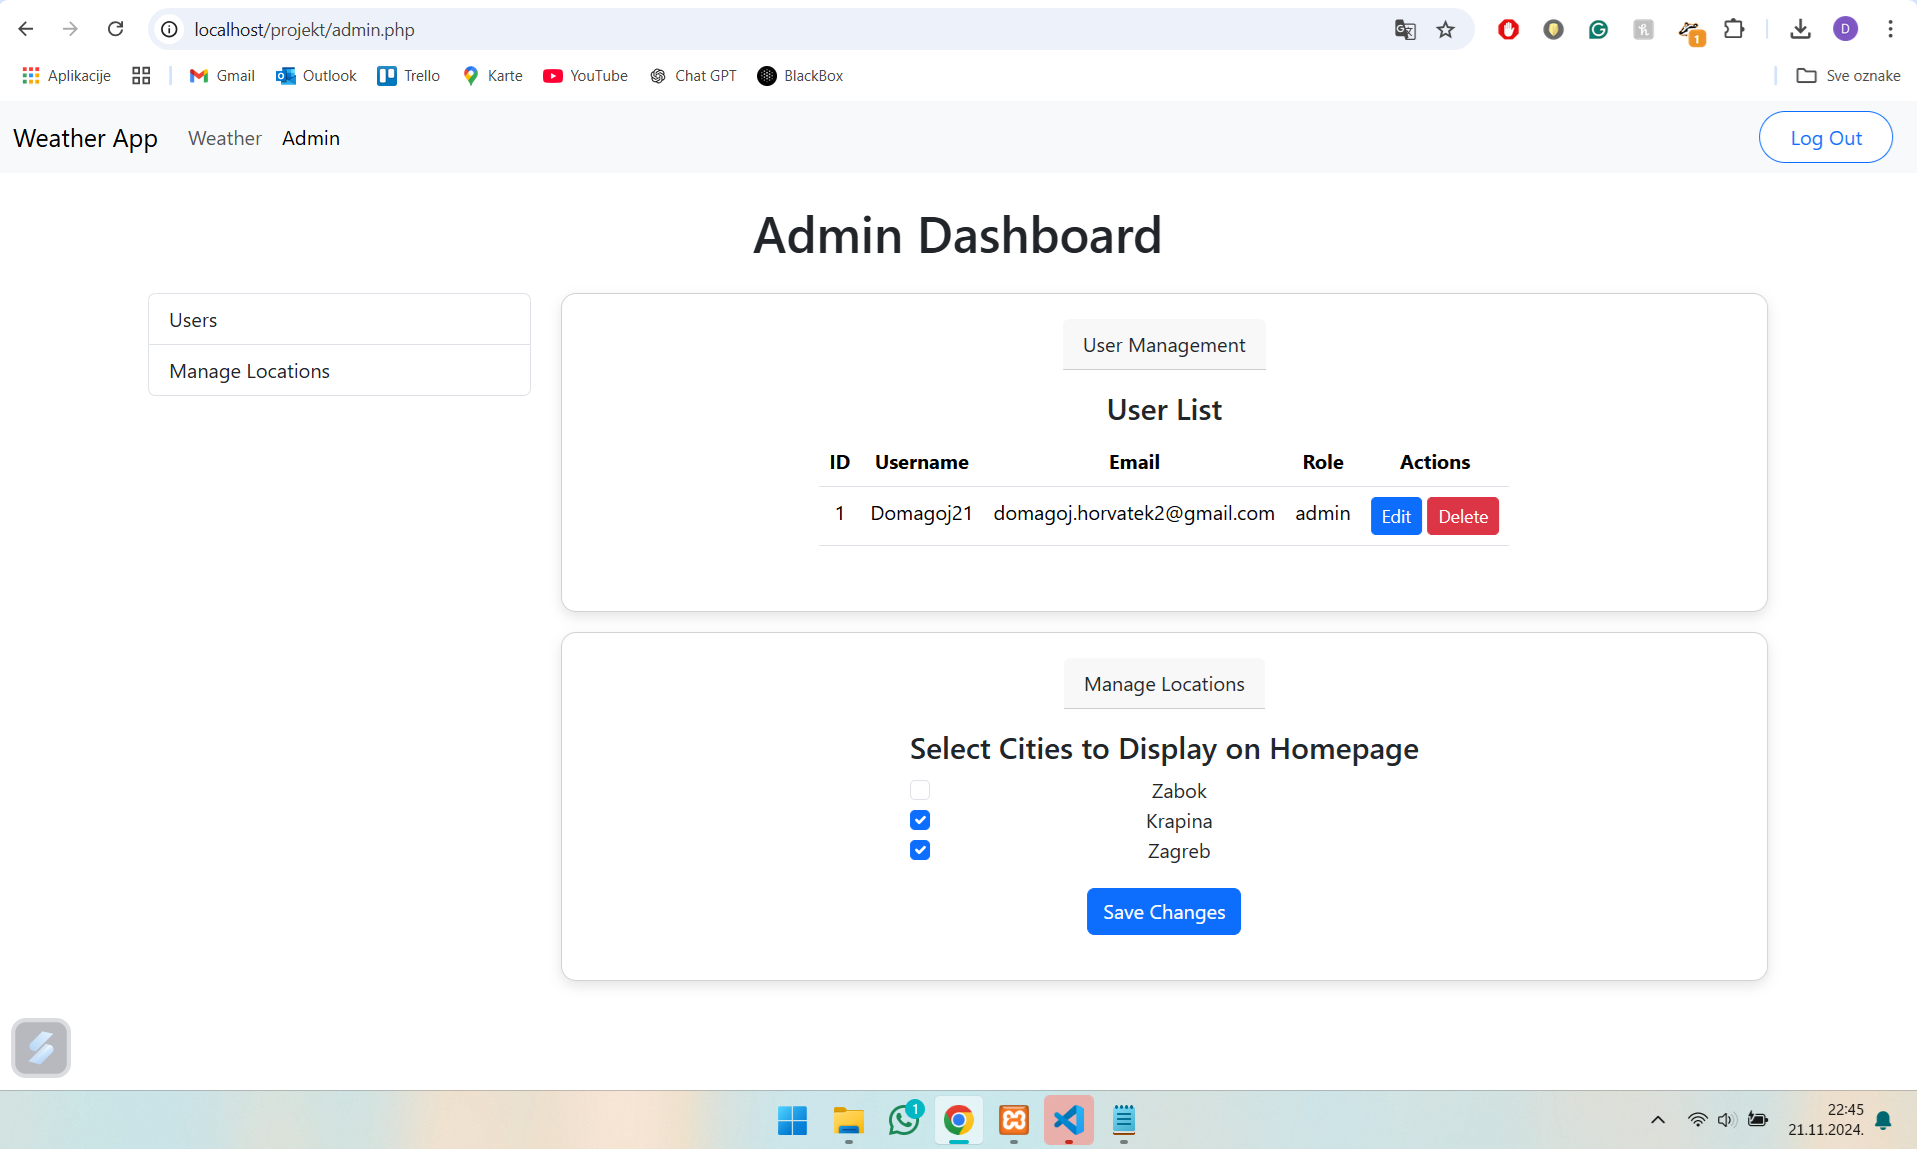 localhost/projekt/admin.php
1
D
Aplikacije Gmail Outlook Trello Karte YouTube Chat GPT BlackBox Sve oznake
Weather App Weather Admin Log Out
Admin Dashboard
Users
Manage Locations
User Management
User List
ID Username Email Role Actions
1 Domagoj21 domagoj.horvatek2@gmail.com admin Edit Delete
Manage Locations
Select Cities to Display on Homepage
Zabok
Krapina
Zagreb
Save Changes
1
22:45
21.11.2024.